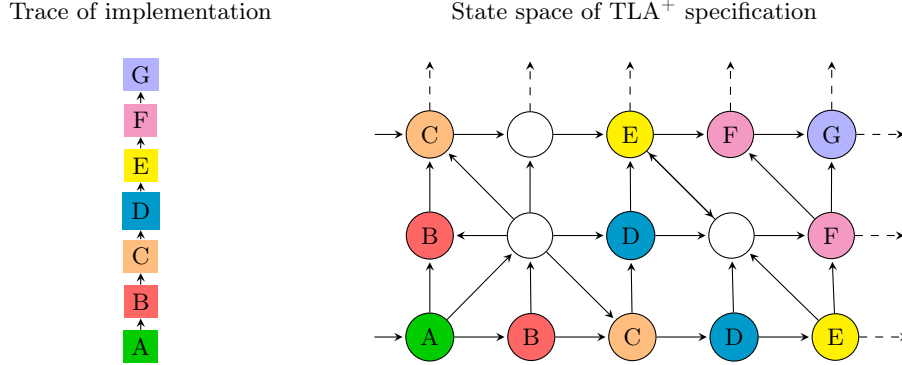 Trace of implementation
G
F
E
D
C
B
A
State space of TLA⁺ specification
C E F G
B D F
A B C D E